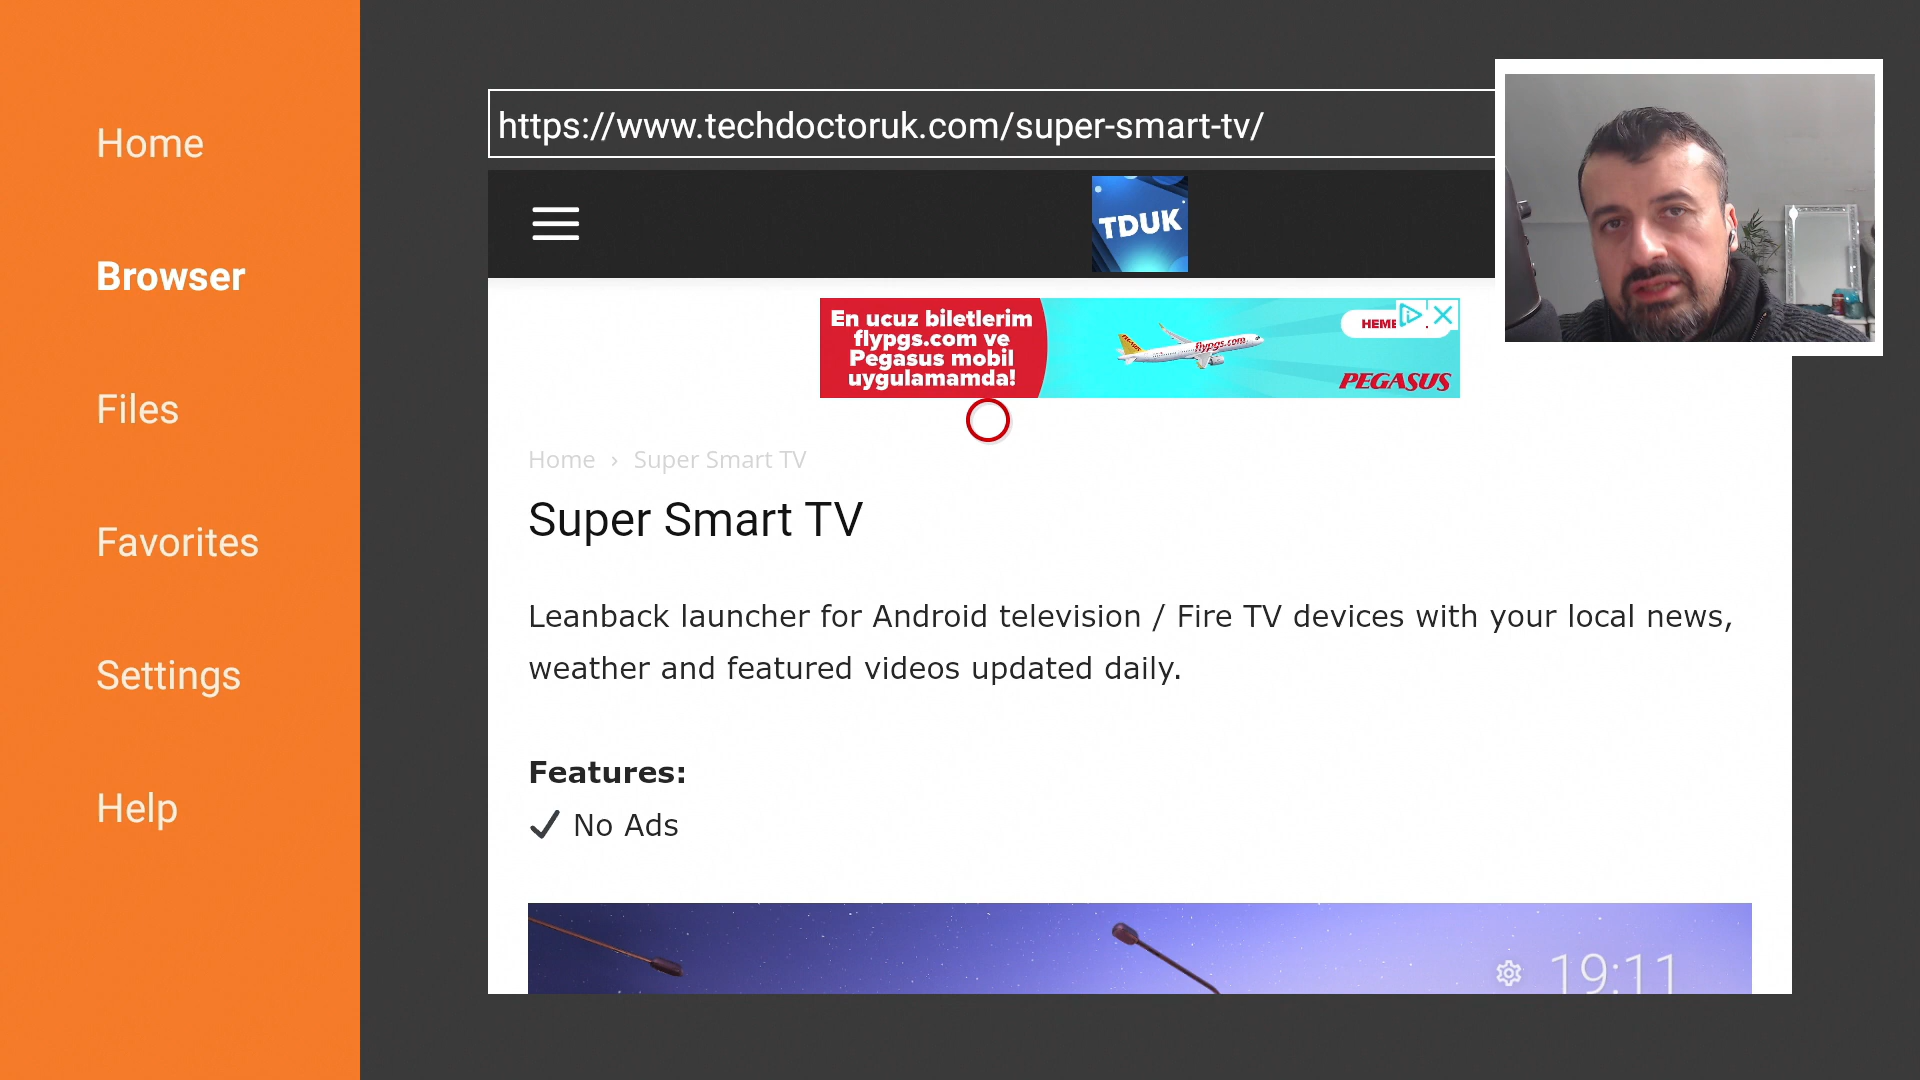 Home
Browser
Files
Favorites
Settings
Help
https://www.techdoctoruk.com/super-smart-tv/
TDUK
En ucuz biletlerim
flypgs.com ve
Pegasus mobil
uygulamamda!
flypgs.com
PEGASUS
Home › Super Smart TV
Super Smart TV
Leanback launcher for Android television / Fire TV devices with your local news,
weather and featured videos updated daily.
Features:
✓ No Ads
19:11